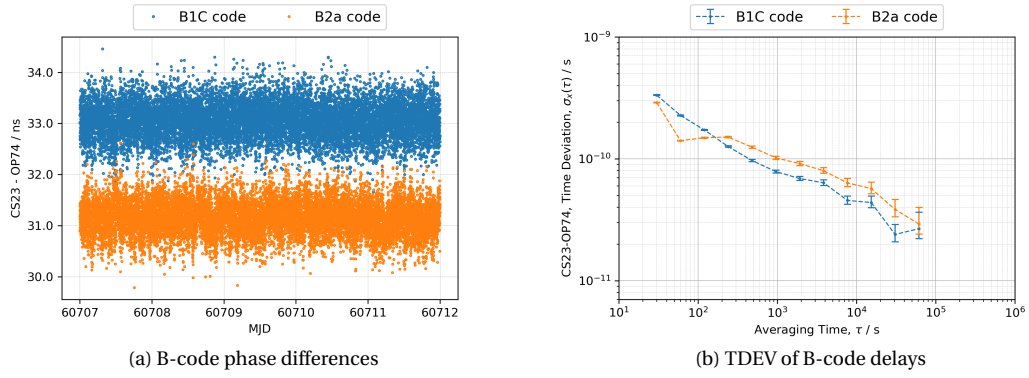 B1C code B2a code
34.0
33.0
32.0
31.0
30.0
CS23 - OP74 / ns
60707 60708 60709 60710 60711 60712
MJD
(a) B-code phase differences
B1C code B2a code
10⁻⁹
10⁻¹⁰
10⁻¹¹
CS23-OP74, Time Deviation, σₓ(τ) / s
10¹ 10² 10³ 10⁴ 10⁵ 10⁶
Averaging Time, τ / s
(b) TDEV of B-code delays